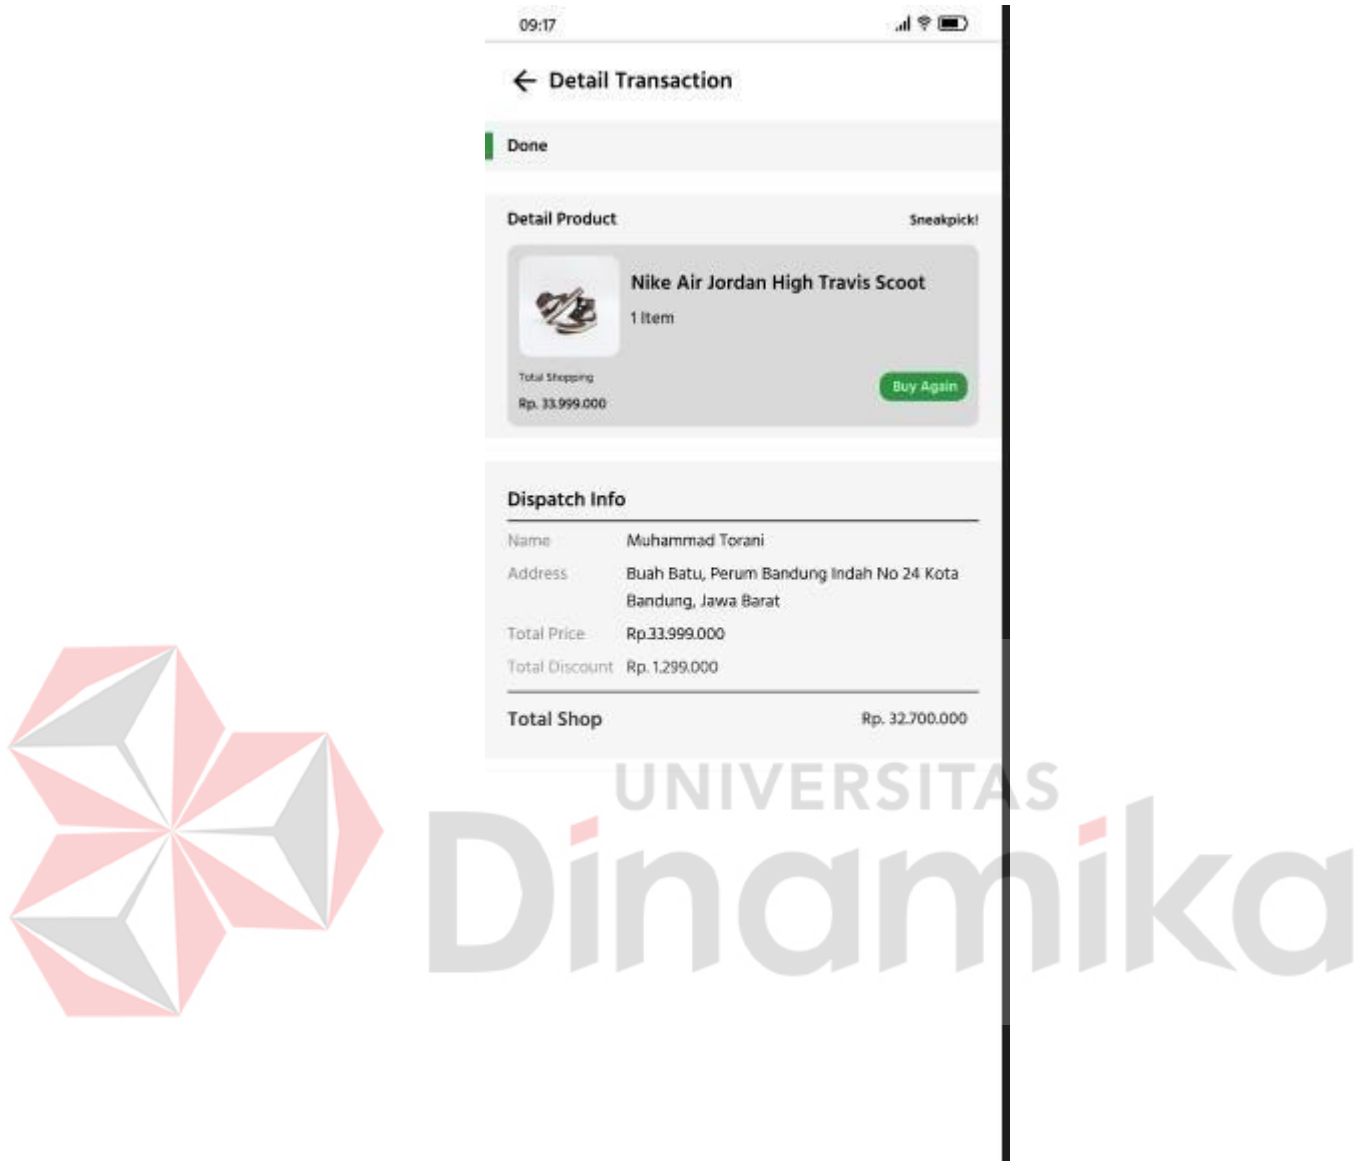 09:17
Detail Transaction
Done
Detail Product
Sneakpick!
Nike Air Jordan High Travis Scoot
1 Item
Total Shopping
Rp. 33.999.000
Buy Again
Dispatch Info
Name Muhammad Torani
Address Buah Batu, Perum Bandung Indah No 24 Kota
Bandung, Jawa Barat
Total Price Rp.33.999.000
Total Discount Rp. 1.299.000
Total Shop Rp. 32.700.000
UNIVERSITAS
Dinamika